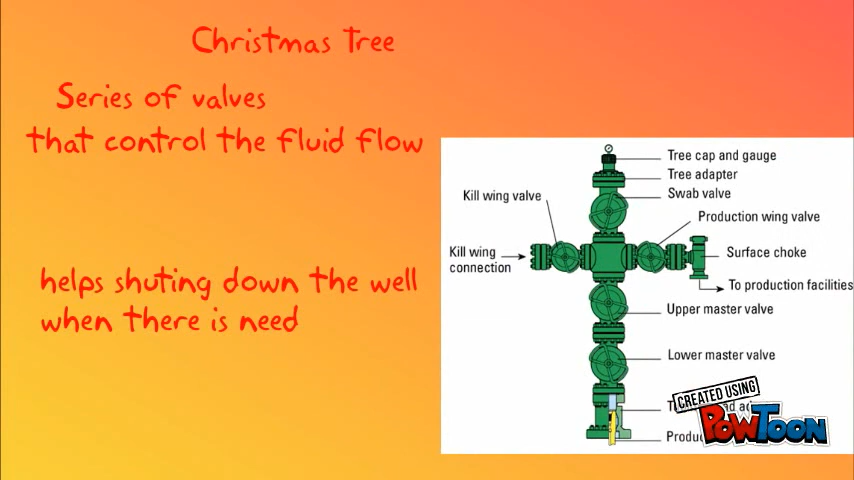 Christmas Tree
Series of valves
that control the fluid flow
helps shuting down the well
when there is need
Tree cap and gauge
Tree adapter
Swab valve
Kill wing valve
Production wing valve
Kill wing
connection
Surface choke
To production facilities
Upper master valve
Lower master valve
CREATED USING
POWTOON